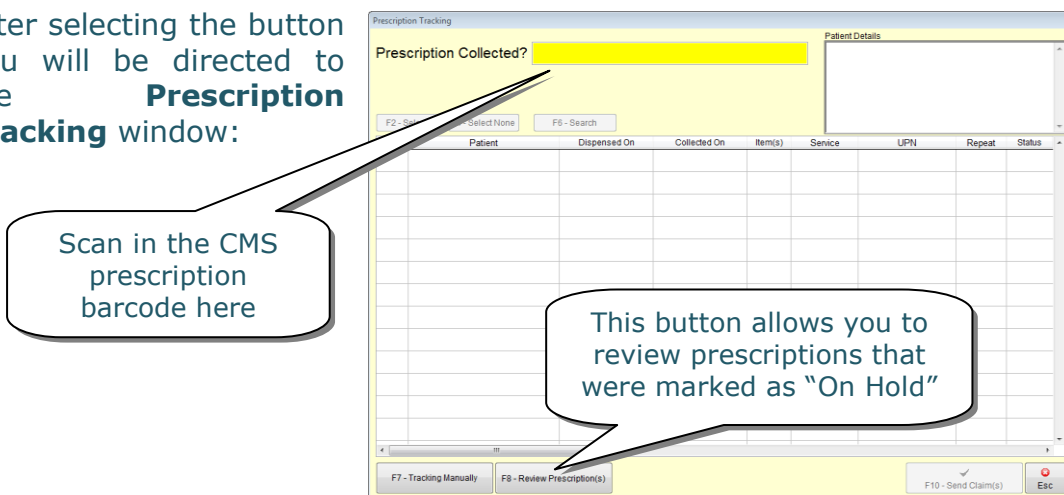 ter selecting the button
u will be directed to
e Prescription
acking window:
Prescription Tracking
Prescription Collected?
Patient Details
F2 - Select None
F6 - Search
Patient Dispensed On Collected On Item(s) Service UPN Repeat Status
Scan in the CMS
prescription
barcode here
This button allows you to
review prescriptions that
were marked as “On Hold”
F7 - Tracking Manually
F8 - Review Prescription(s)
F10 - Send Claim(s)
Esc